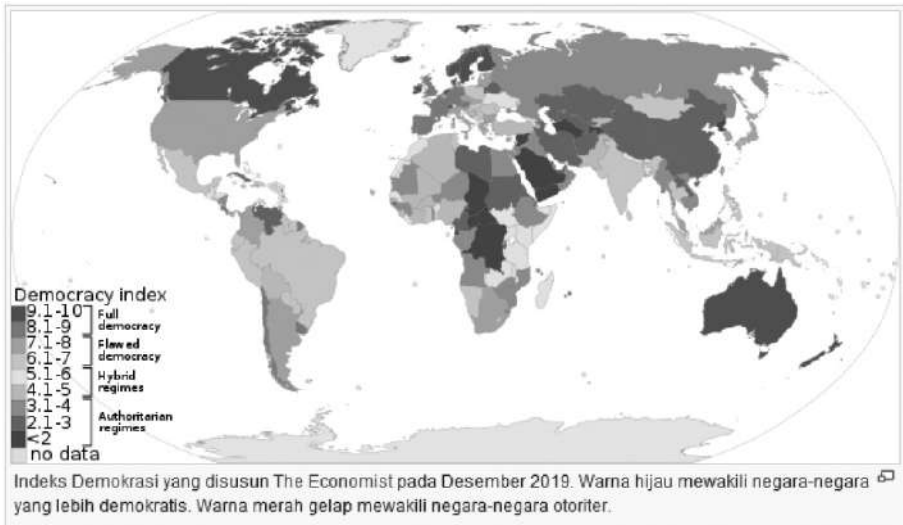 Democracy index
9.1-10
8.1-9
7.1-8
6.1-7
5.1-6
4.1-5
3.1-4
2.1-3
<2
no data
Full
democracy
Flawed
democracy
Hybrid
regimes
Authoritarian
regimes
Indeks Demokrasi yang disusun The Economist pada Desember 2019. Warna hijau mewakili negara-negara
yang lebih demokratis. Warna merah gelap mewakili negara-negara otoriter.